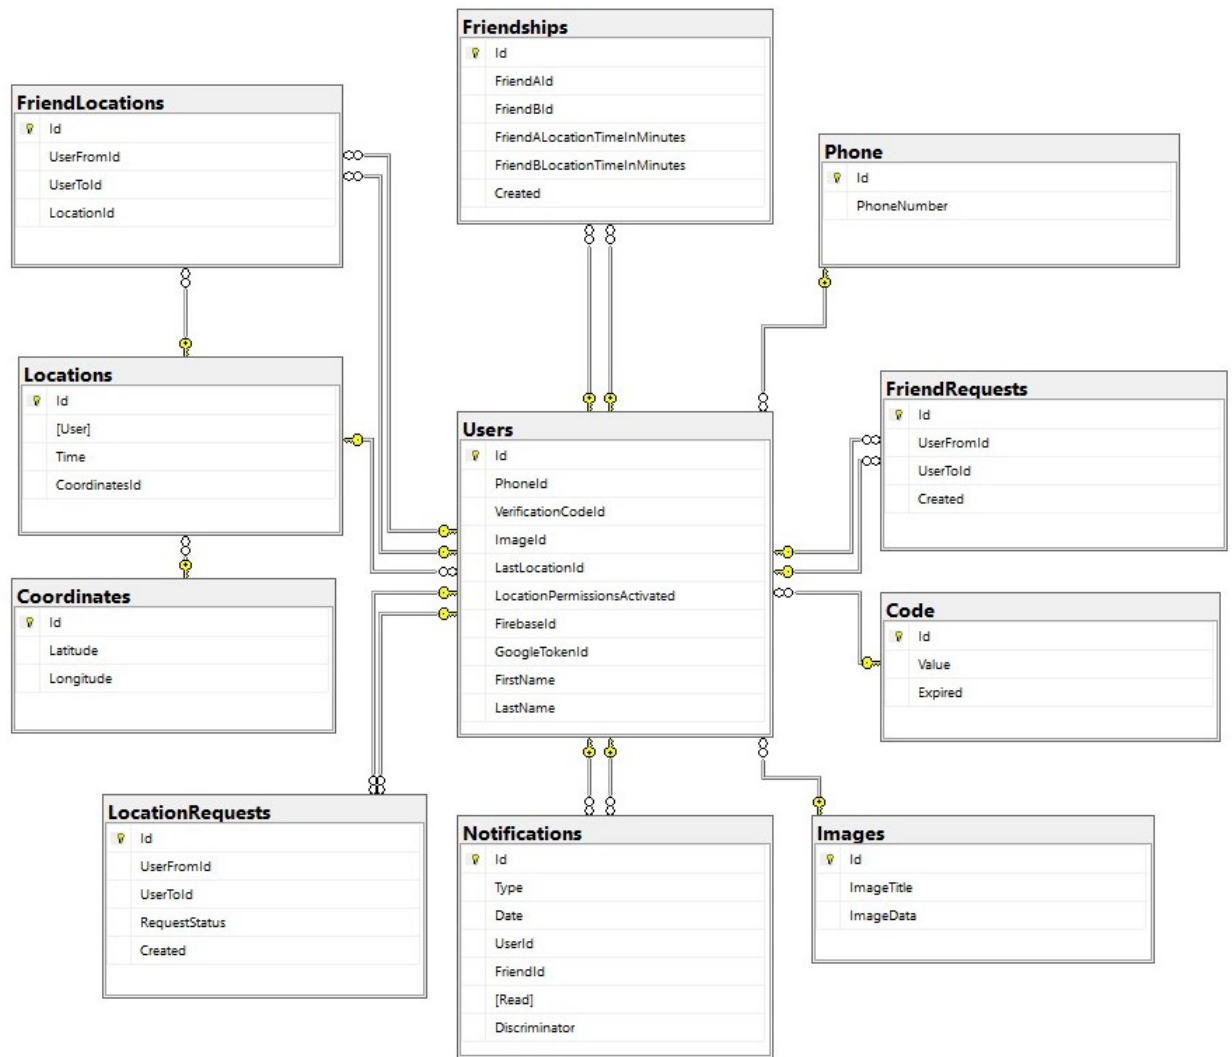 Friendships
Id
FriendAId
FriendBId
FriendALocationTimeInMinutes
FriendBLocationTimeInMinutes
Created
FriendLocations
Id
UserFromId
UserToId
LocationId
Phone
Id
PhoneNumber
Locations
Id
[User]
Time
CoordinatesId
FriendRequests
Id
UserFromId
UserToId
Created
Users
Id
PhoneId
VerificationCodeId
ImageId
LastLocationId
LocationPermissionsActivated
FirebaseId
GoogleTokenId
FirstName
LastName
Coordinates
Id
Latitude
Longitude
Code
Id
Value
Expired
LocationRequests
Id
UserFromId
UserToId
RequestStatus
Created
Notifications
Id
Type
Date
UserId
FriendId
[Read]
Discriminator
Images
Id
ImageTitle
ImageData